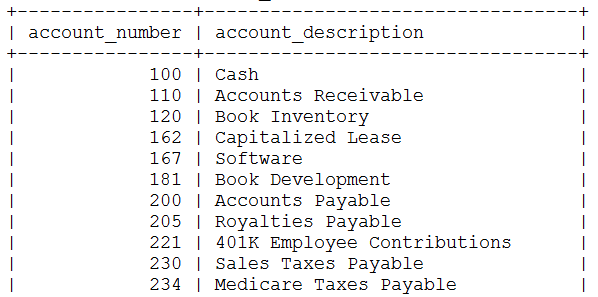 +-----------------+------------------------------------+
| account_number | account_description |
+-----------------+------------------------------------+
| 100 | Cash |
| 110 | Accounts Receivable |
| 120 | Book Inventory |
| 162 | Capitalized Lease |
| 167 | Software |
| 181 | Book Development |
| 200 | Accounts Payable |
| 205 | Royalties Payable |
| 221 | 401K Employee Contributions |
| 230 | Sales Taxes Payable |
| 234 | Medicare Taxes Payable |